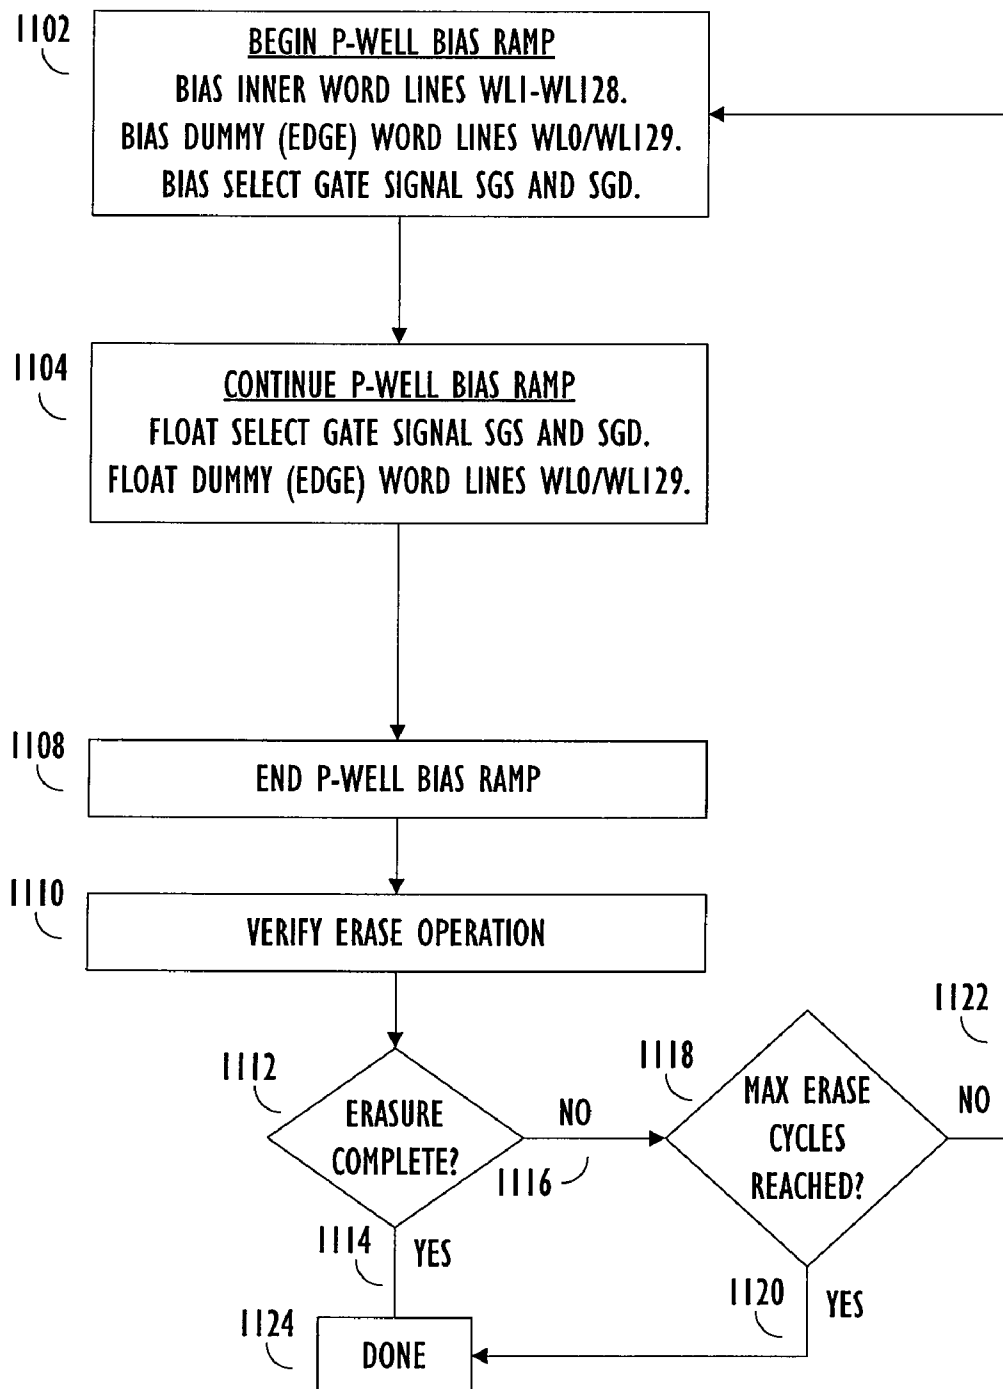 1102
BEGIN P-WELL BIAS RAMP
BIAS INNER WORD LINES WL1-WL128.
BIAS DUMMY (EDGE) WORD LINES WL0/WL129.
BIAS SELECT GATE SIGNAL SGS AND SGD.
1104
CONTINUE P-WELL BIAS RAMP
FLOAT SELECT GATE SIGNAL SGS AND SGD.
FLOAT DUMMY (EDGE) WORD LINES WL0/WL129.
1108
END P-WELL BIAS RAMP
1110
VERIFY ERASE OPERATION
1112
ERASURE
COMPLETE?
NO
1116
1118
MAX ERASE
CYCLES
REACHED?
1122
NO
1114
YES
1120
YES
1124
DONE